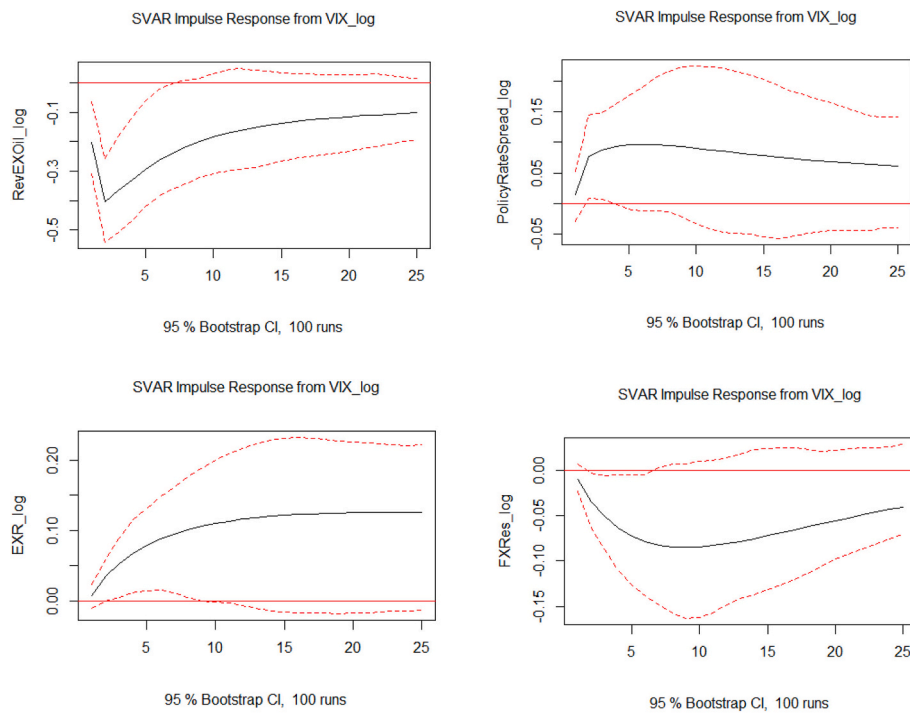 SVAR Impulse Response from VIX_log
RevEXOil_log
-0.1
-0.3
-0.5
5 10 15 20 25
95 % Bootstrap CI, 100 runs
SVAR Impulse Response from VIX_log
PolicyRateSpread_log
0.15
0.05
-0.05
5 10 15 20 25
95 % Bootstrap CI, 100 runs
SVAR Impulse Response from VIX_log
EXR_log
0.20
0.10
0.00
5 10 15 20 25
95 % Bootstrap CI, 100 runs
SVAR Impulse Response from VIX_log
FXRes_log
0.00
-0.05
-0.10
-0.15
5 10 15 20 25
95 % Bootstrap CI, 100 runs